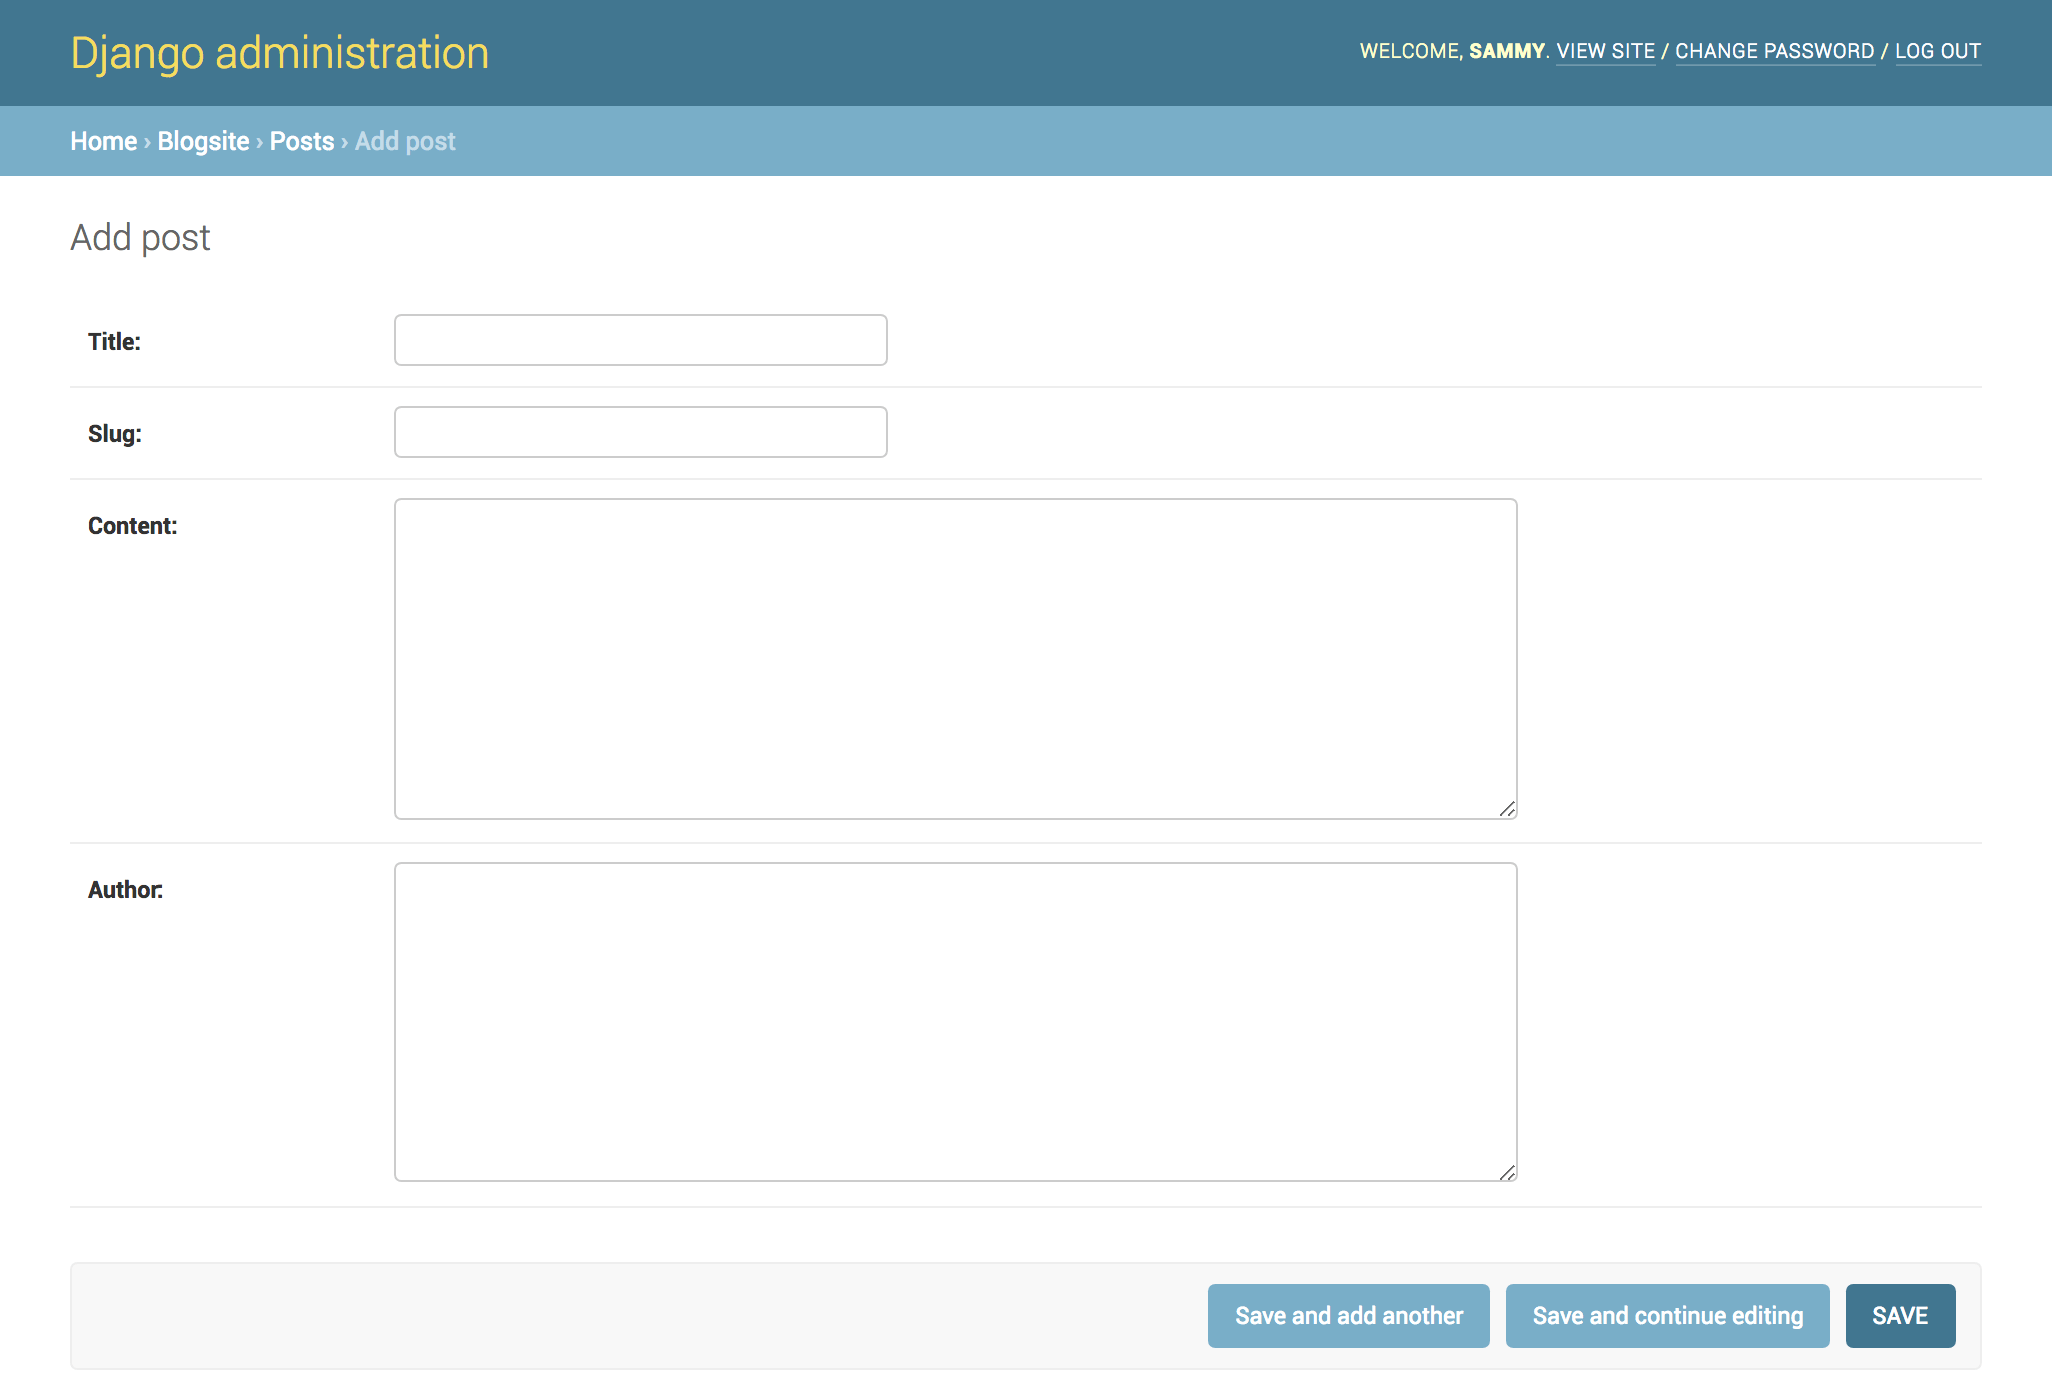 Django administration
WELCOME, SAMMY. VIEW SITE / CHANGE PASSWORD / LOG OUT
Home › Blogsite › Posts › Add post
Add post
Title:
Slug:
Content:
Author:
Save and add another
Save and continue editing
SAVE